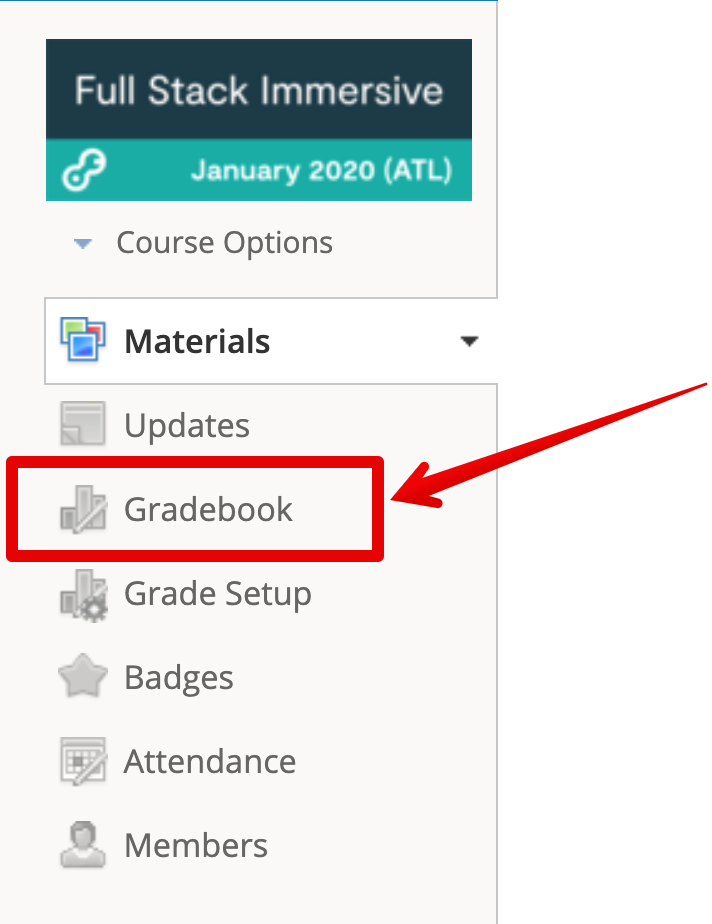 Full Stack Immersive
January 2020 (ATL)
Course Options
Materials
Updates
Gradebook
Grade Setup
Badges
Attendance
Members